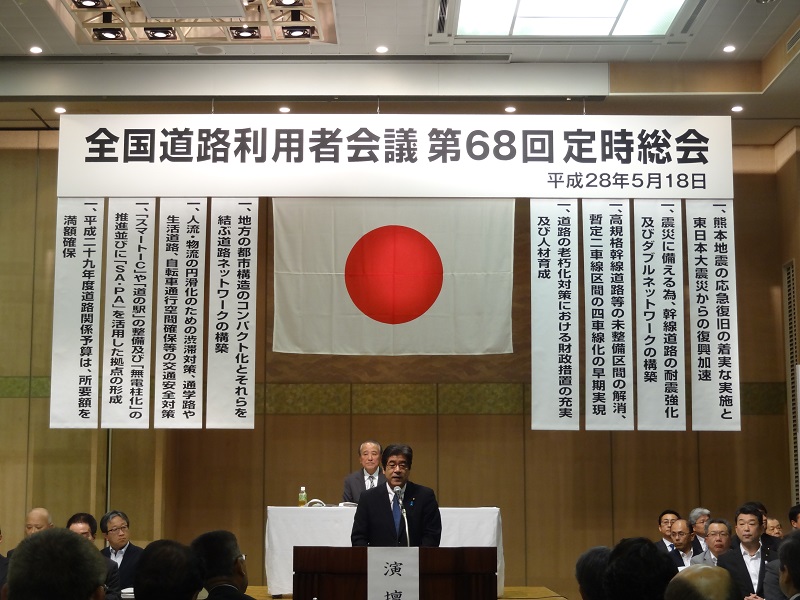 全国道路利用者会議 第68回 定時総会
平成28年5月18日
一、熊本地震の応急復旧の着実な実施と
東日本大震災からの復興加速
一、震災に備える為、幹線道路の耐震強化
及びダブルネットワークの構築
一、高規格幹線道路等の未整備区間の解消、
暫定二車線区間の四車線化の早期実現
一、道路の老朽化対策における財政措置の充実
及び人材育成
一、地方の都市構造のコンパクト化とそれらを
結ぶ道路ネットワークの構築
一、人流・物流の円滑化のための渋滞対策、通学路や
生活道路、自転車通行空間確保等の交通安全対策
一、「スマートIC」や「道の駅」の整備及び「無電柱化」の
推進並びに「SA・PA」を活用した拠点の形成
一、平成二十九年度道路関係予算は、所要額を
満額確保
演壇